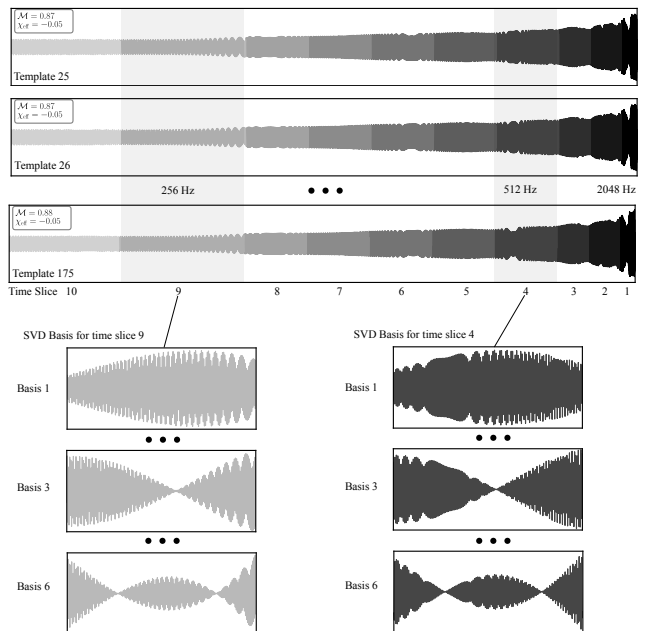 M = 0.87
χeff = −0.05
Template 25
M = 0.87
χeff = −0.05
Template 26
256 Hz
512 Hz
2048 Hz
M = 0.88
χeff = −0.05
Template 175
Time Slice 10 9 8 7 6 5 4 3 2 1
SVD Basis for time slice 9
SVD Basis for time slice 4
Basis 1
Basis 1
Basis 3
Basis 3
Basis 6
Basis 6